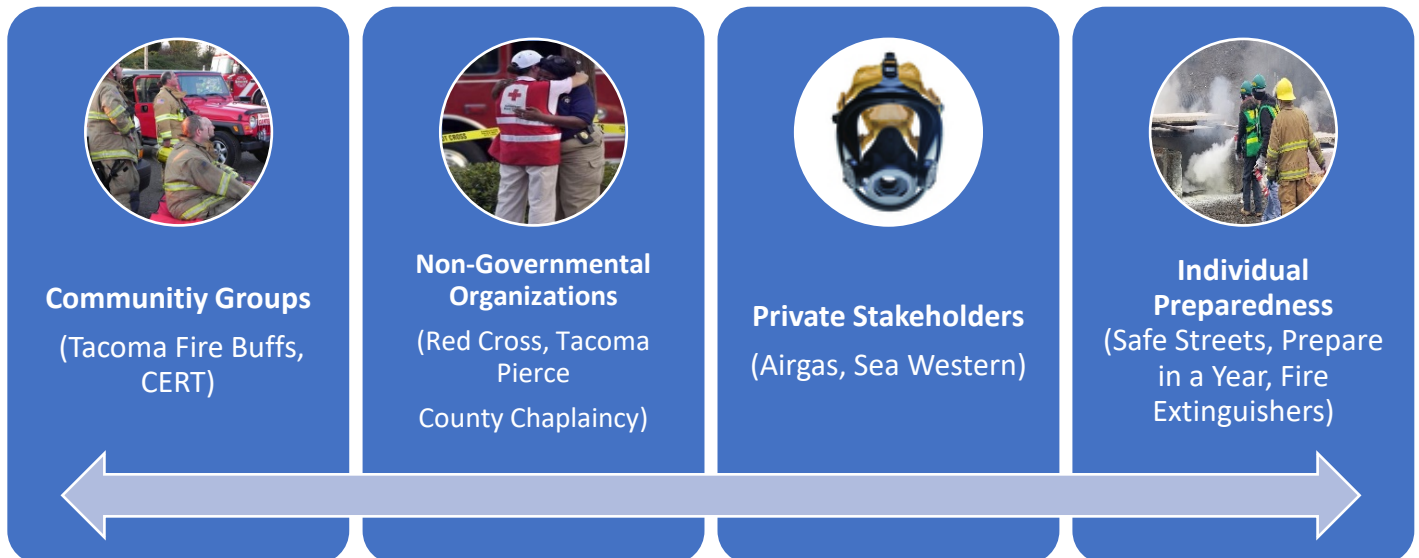 Communitiy Groups
(Tacoma Fire Buffs,
CERT)
Non-Governmental
Organizations
(Red Cross, Tacoma
Pierce
County Chaplaincy)
Private Stakeholders
(Airgas, Sea Western)
Individual
Preparedness
(Safe Streets, Prepare
in a Year, Fire
Extinguishers)